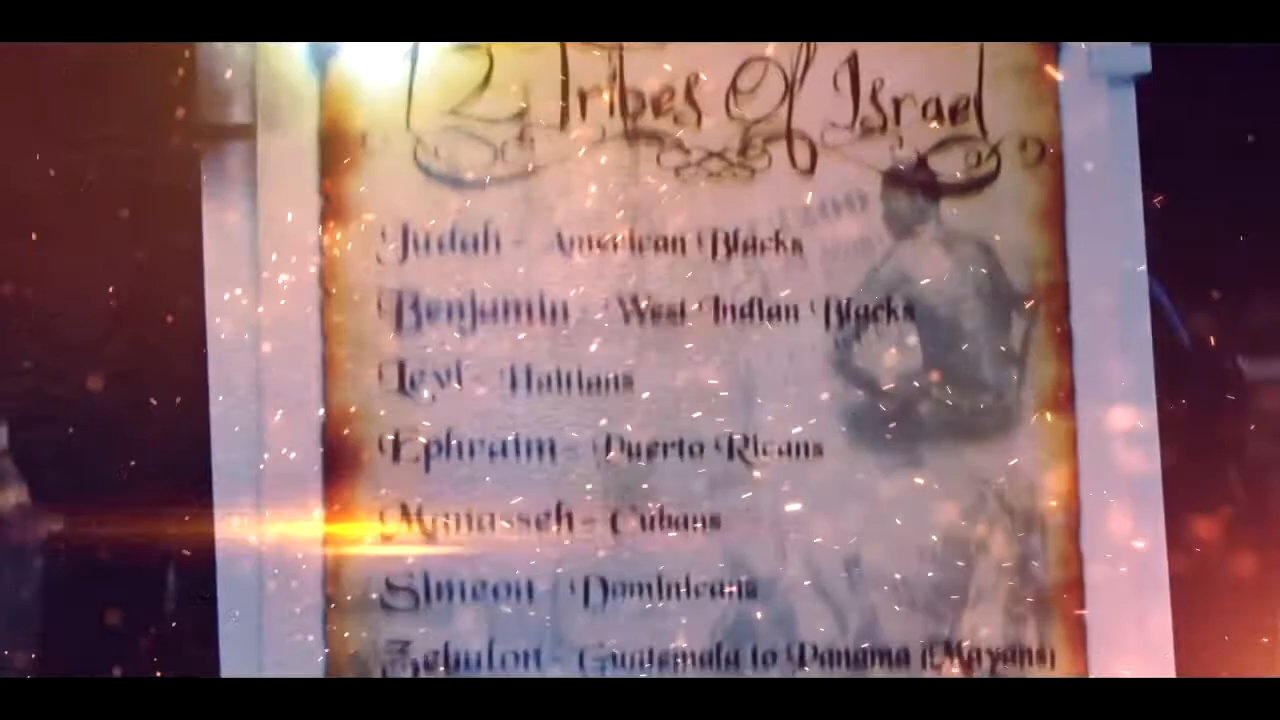 12 Tribes Of Israel
Judah - American Blacks
Benjamin - West Indian Blacks
Levi - Haitians
Ephraim - Puerto Ricans
Manasseh - Cubans
Simeon - Dominicans
Zebulon - Guatemala to Panama (Mayans)